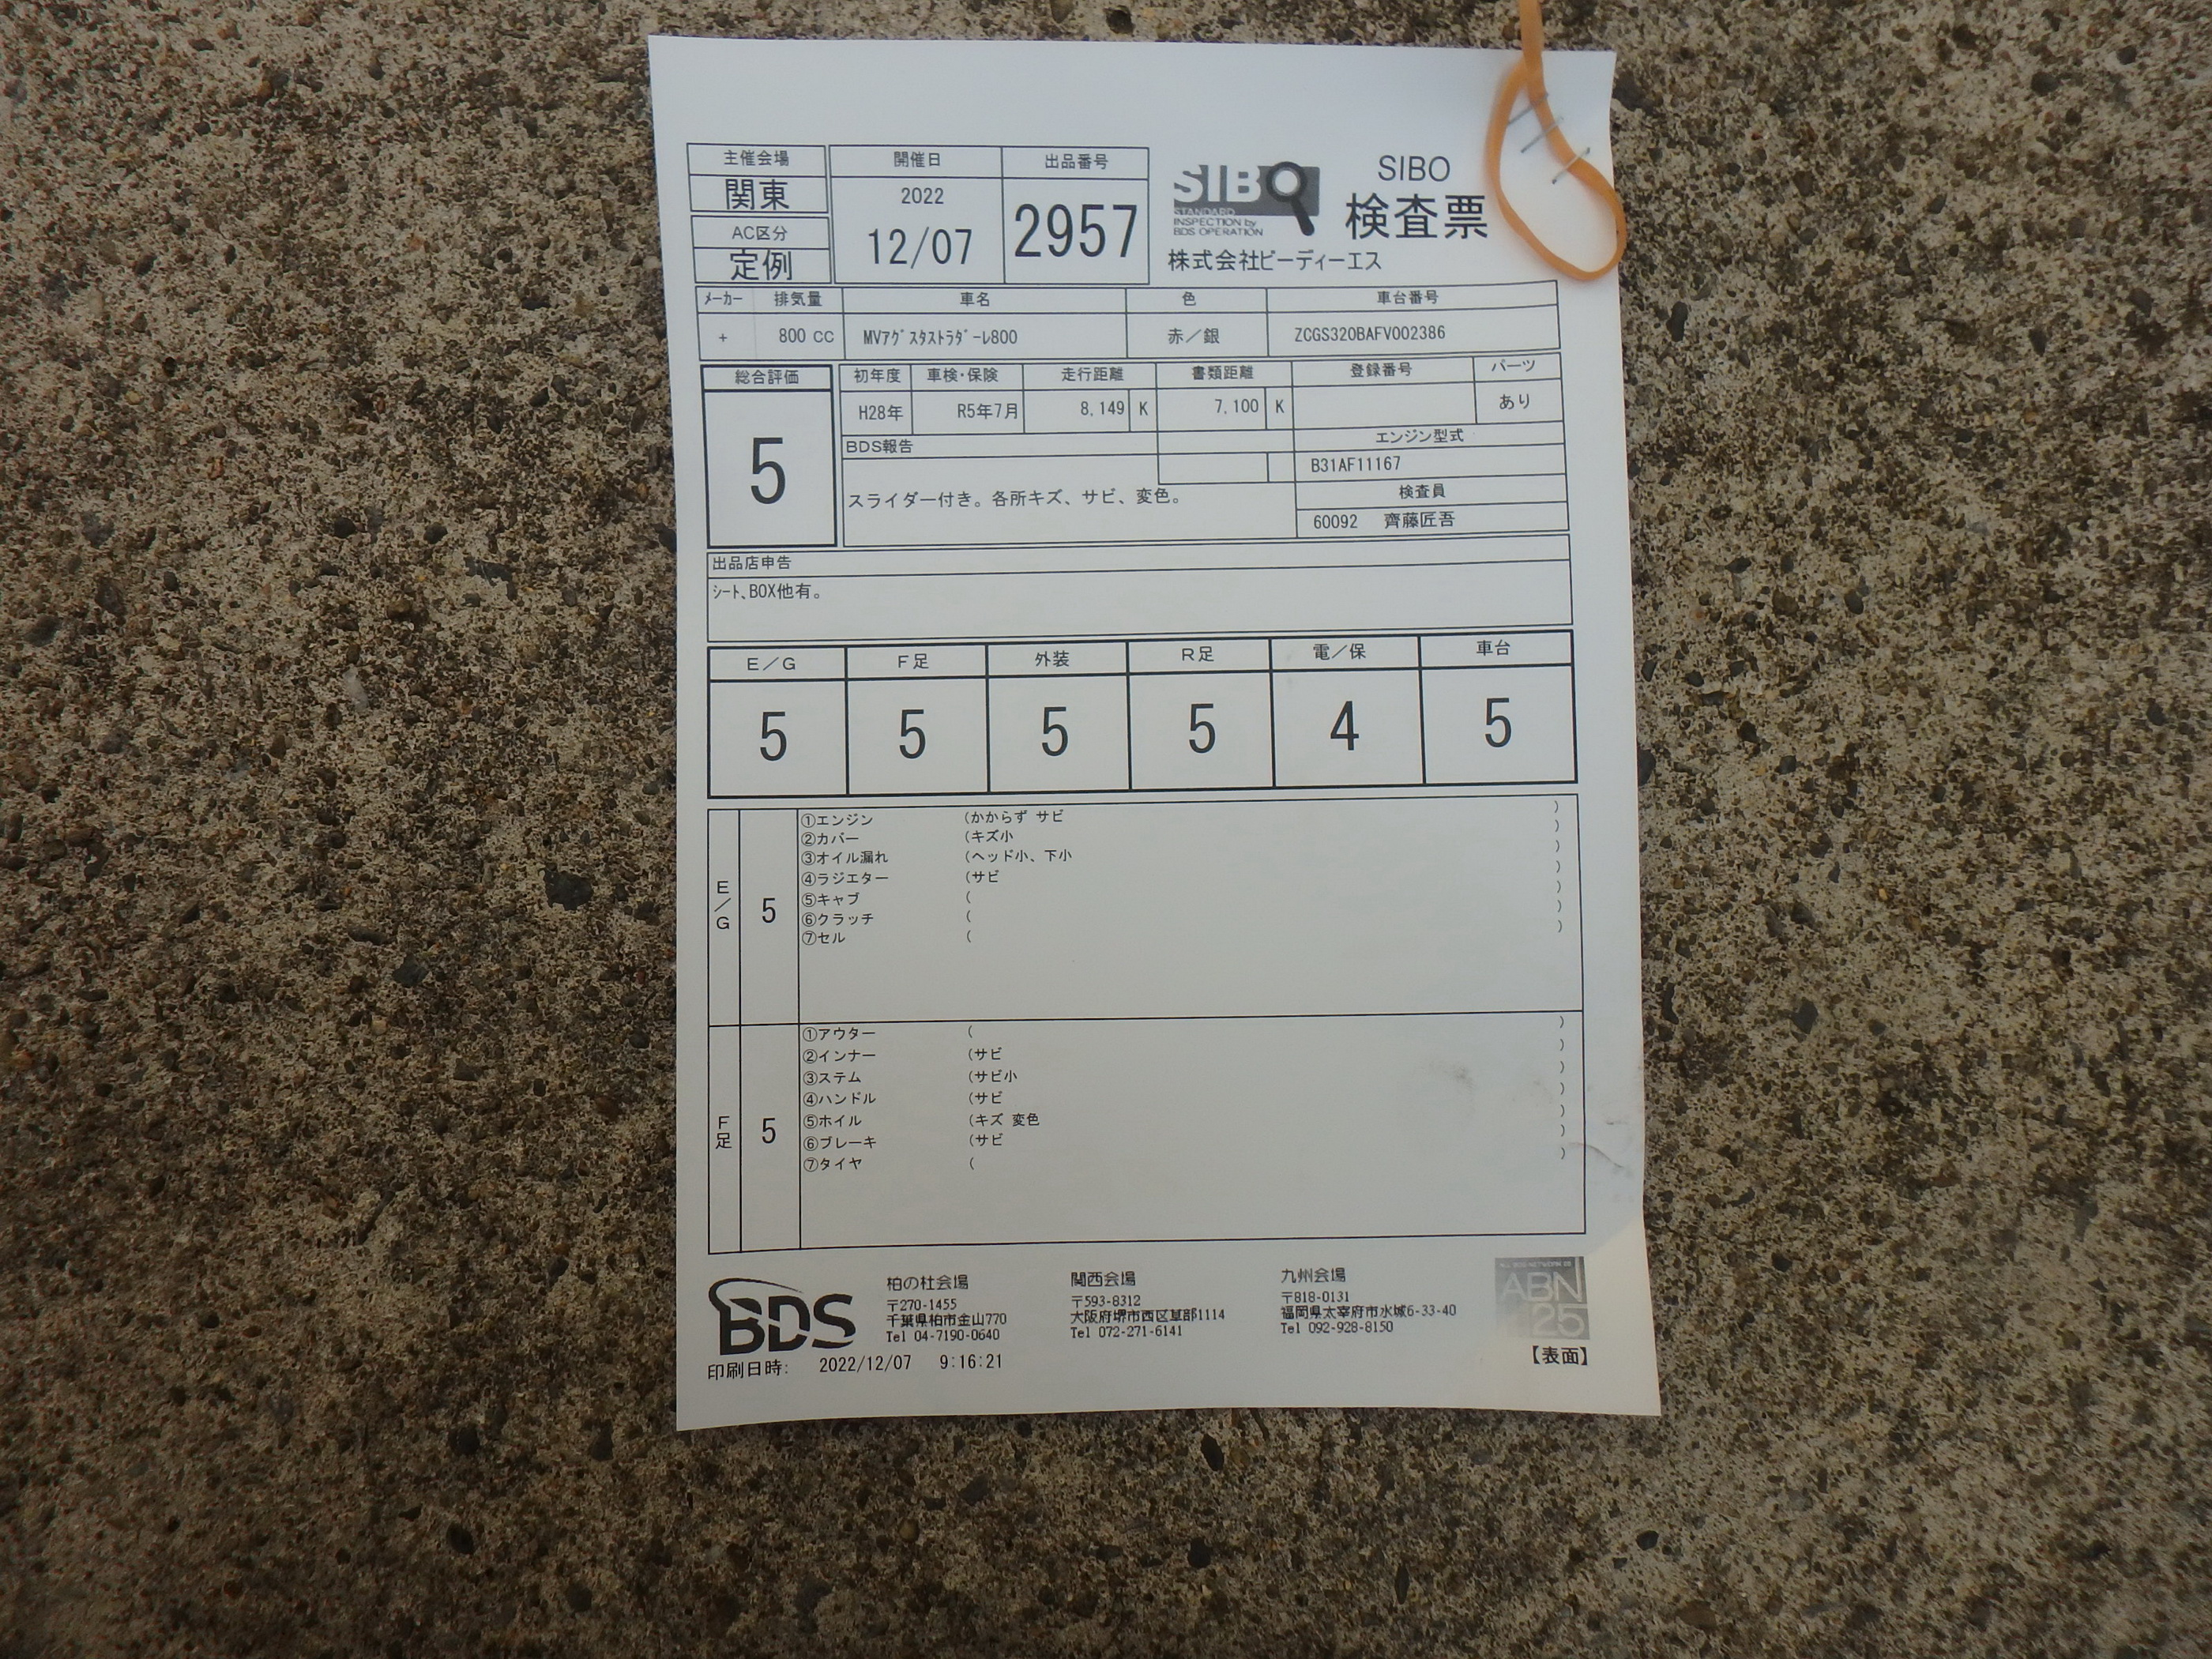 主催会場 開催日 出品番号
関東 2022 12/07 2957
AC区分
定例
SIBO
STANDARD
INSPECTION by
BDS OPERATION
SIBO
検査票
株式会社ビーディーエス
メーカー 排気量 車名 色 車台番号
+ 800 CC MVアグスタストラダーレ800 赤/銀 ZCGS320BAFV002386
総合評価 初年度 車検・保険 走行距離 書類距離 登録番号 パーツ
5 H28年 R5年7月 8,149 K 7,100 K あり
BDS報告 エンジン型式
B31AF11167
スライダー付き。各所キズ、サビ、変色。 検査員
60092 齊藤匠吾
出品店申告
シート、BOX他有。
E/G F足 外装 R足 電/保 車台
5 5 5 5 4 5
E/G 5
①エンジン (かからず サビ )
②カバー (キズ小 )
③オイル漏れ (ヘッド小、下小 )
④ラジエター (サビ )
⑤キャブ ( )
⑥クラッチ ( )
⑦セル ( )
F足 5
①アウター ( )
②インナー (サビ )
③ステム (サビ小 )
④ハンドル (サビ )
⑤ホイル (キズ 変色 )
⑥ブレーキ (サビ )
⑦タイヤ ( )
BDS
柏の杜会場
〒270-1455
千葉県柏市金山770
Tel 04-7190-0640
関西会場
〒593-8312
大阪府堺市西区草部1114
Tel 072-271-6141
九州会場
〒818-0131
福岡県太宰府市水城6-33-40
Tel 092-928-8150
ABN
25
印刷日時: 2022/12/07 9:16:21
【表面】